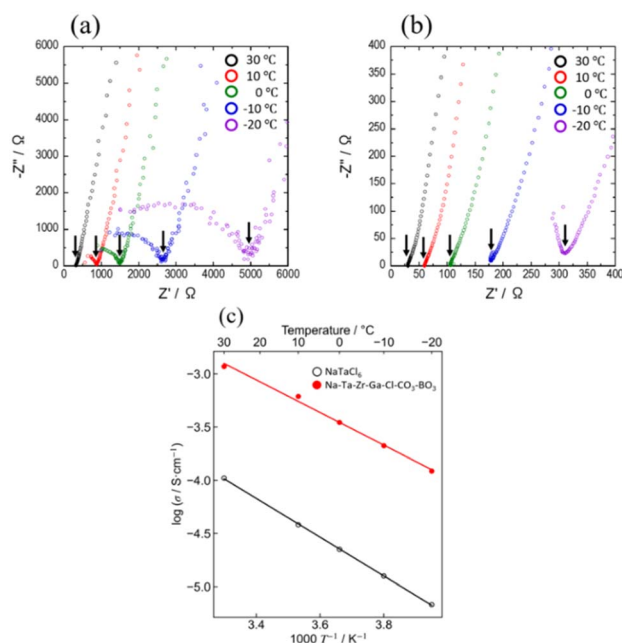 (a)
6000
5000
4000
3000
2000
1000
0
-Z'' / Ω
30 ℃
10 ℃
0 ℃
-10 ℃
-20 ℃
0 1000 2000 3000 4000 5000 6000
Z' / Ω
(b)
400
350
300
250
200
150
100
50
0
-Z'' / Ω
30 ℃
10 ℃
0 ℃
-10 ℃
-20 ℃
0 50 100 150 200 250 300 350 400
Z' / Ω
(c)
Temperature / °C
30 20 10 0 −10 −20
NaTaCl₆
Na-Ta-Zr-Ga-Cl-CO₃-BO₃
−3.0
−3.5
−4.0
−4.5
−5.0
log (σ / S·cm⁻¹)
3.4 3.6 3.8
1000 T⁻¹ / K⁻¹